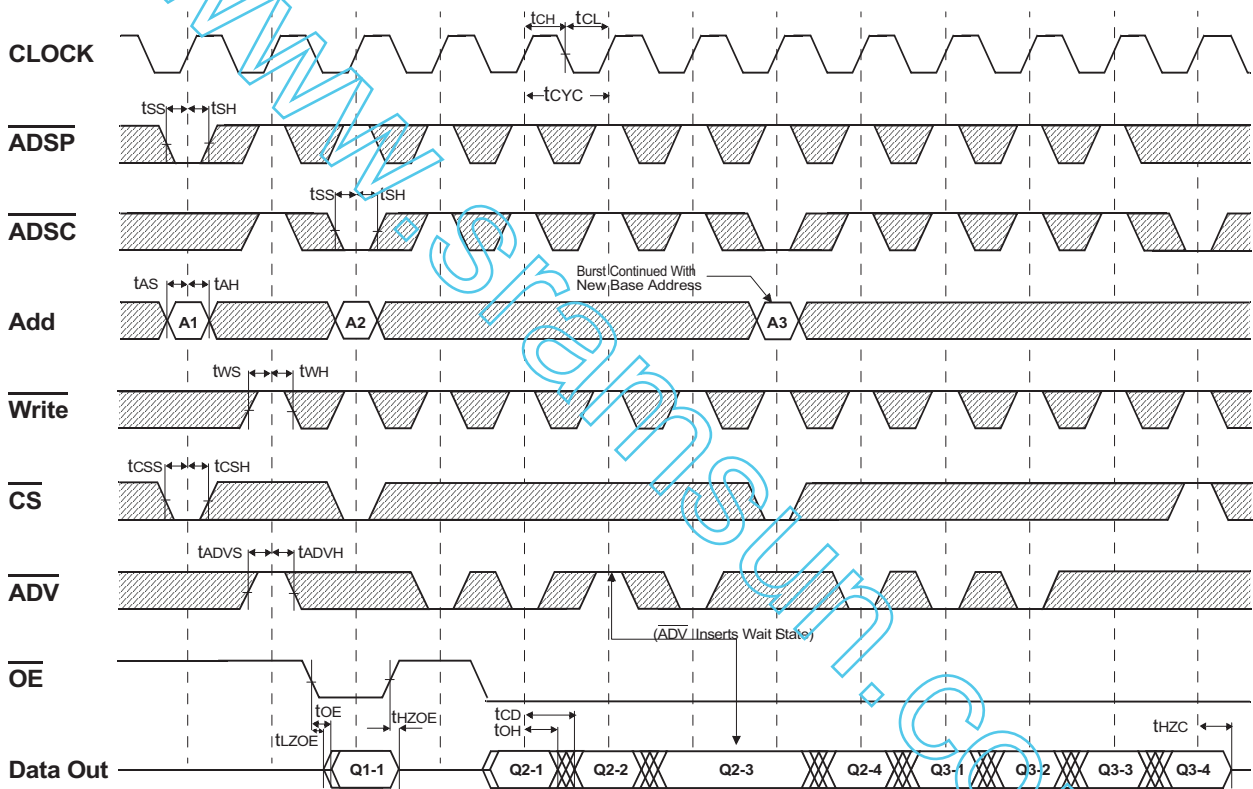 tCH tCL
CLOCK
tCYC
tSS tSH
ADSP
tSS tSH
ADSC
Burst Continued With
New Base Address
tAS tAH
Add A1 A2 A3
tWS tWH
Write
tCSS tCSH
CS
tADVS tADVH
ADV
(ADV Inserts Wait State)
OE
tOE tHZOE tCD tHZC
tOH
tLZOE
Data Out Q1-1 Q2-1 Q2-2 Q2-3 Q2-4 Q3-1 Q3-2 Q3-3 Q3-4
www.sramsun.co